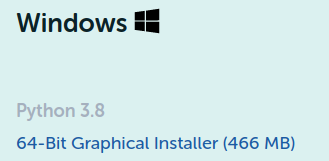 Windows
Python 3.8
64-Bit Graphical Installer (466 MB)